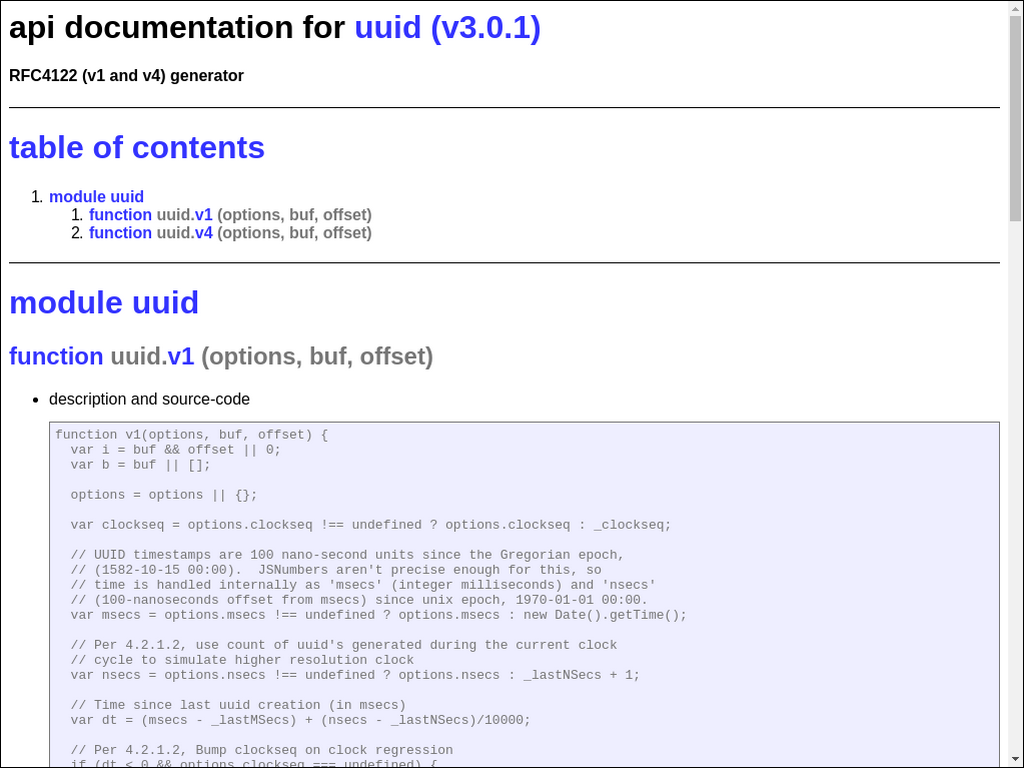 api documentation for uuid (v3.0.1)
RFC4122 (v1 and v4) generator
table of contents
1. module uuid
1. function uuid.v1 (options, buf, offset)
2. function uuid.v4 (options, buf, offset)
module uuid
function uuid.v1 (options, buf, offset)
• description and source-code
function v1(options, buf, offset) {
  var i = buf && offset || 0;
  var b = buf || [];

  options = options || {};

  var clockseq = options.clockseq !== undefined ? options.clockseq : _clockseq;

  // UUID timestamps are 100 nano-second units since the Gregorian epoch,
  // (1582-10-15 00:00).  JSNumbers aren't precise enough for this, so
  // time is handled internally as 'msecs' (integer milliseconds) and 'nsecs'
  // (100-nanoseconds offset from msecs) since unix epoch, 1970-01-01 00:00.
  var msecs = options.msecs !== undefined ? options.msecs : new Date().getTime();

  // Per 4.2.1.2, use count of uuid's generated during the current clock
  // cycle to simulate higher resolution clock
  var nsecs = options.nsecs !== undefined ? options.nsecs : _lastNSecs + 1;

  // Time since last uuid creation (in msecs)
  var dt = (msecs - _lastMSecs) + (nsecs - _lastNSecs)/10000;

  // Per 4.2.1.2, Bump clockseq on clock regression
  if (dt < 0 && options.clockseq === undefined) {